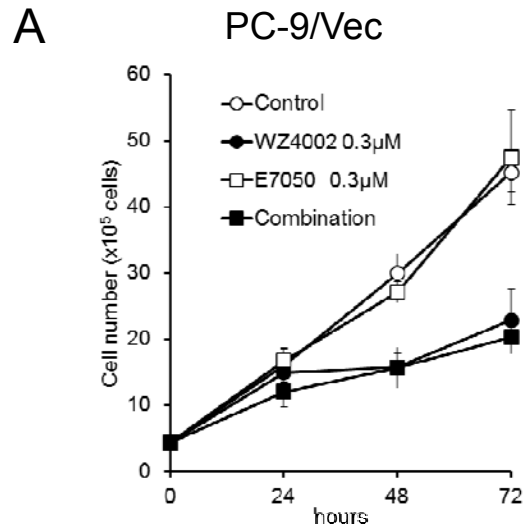 A
PC-9/Vec
Cell number (x10⁵ cells)
60
50
40
30
20
10
0
Control
WZ4002 0.3μM
E7050 0.3μM
Combination
0 24 48 72
hours